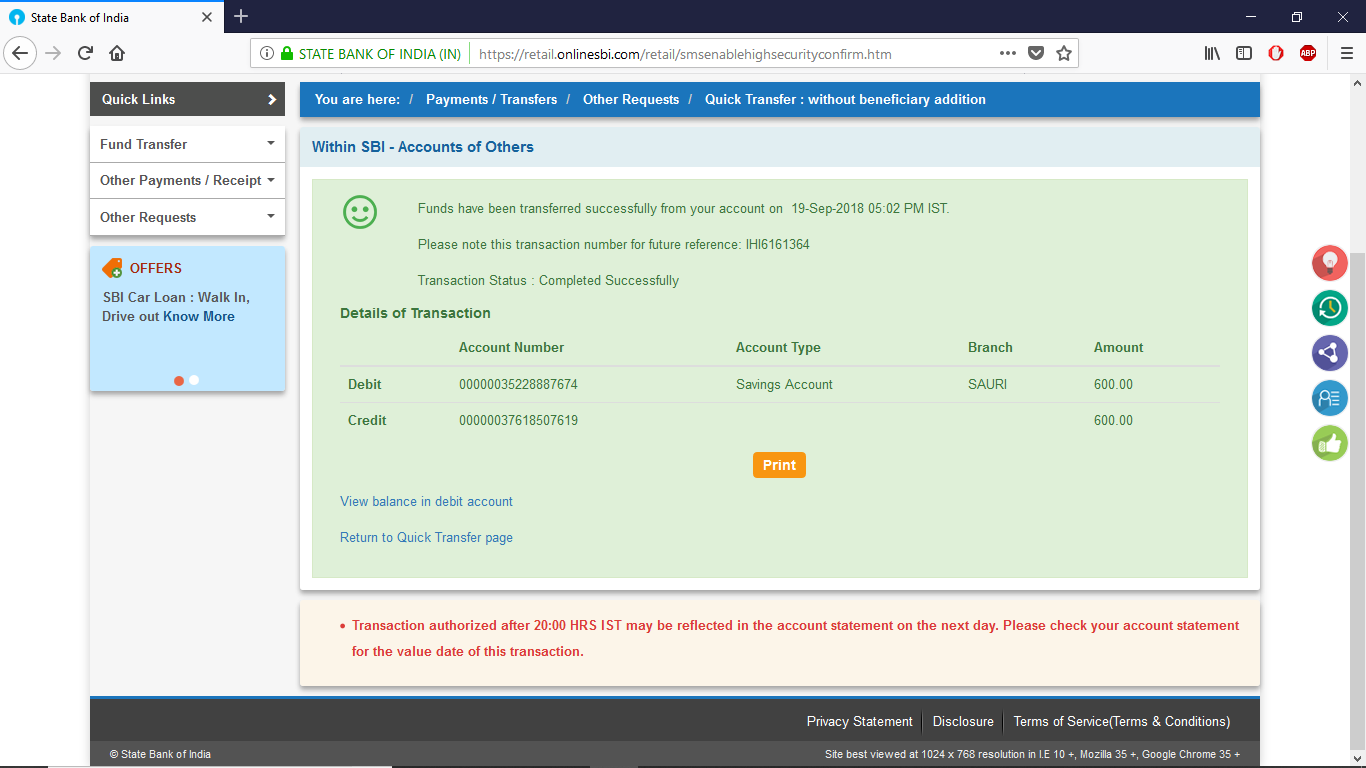 State Bank of India
STATE BANK OF INDIA (IN)
https://retail.onlinesbi.com/retail/smsenablehighsecurityconfirm.htm
ABP
Quick Links
Fund Transfer
Other Payments / Receipt
Other Requests
OFFERS
SBI Car Loan : Walk In,
Drive out Know More
You are here: / Payments / Transfers / Other Requests / Quick Transfer : without beneficiary addition
Within SBI - Accounts of Others
Funds have been transferred successfully from your account on 19-Sep-2018 05:02 PM IST.
Please note this transaction number for future reference: IHI6161364
Transaction Status : Completed Successfully
Details of Transaction
Account Number Account Type Branch Amount
Debit 00000035228887674 Savings Account SAURI 600.00
Credit 00000037618507619 600.00
Print
View balance in debit account
Return to Quick Transfer page
• Transaction authorized after 20:00 HRS IST may be reflected in the account statement on the next day. Please check your account statement
for the value date of this transaction.
Privacy Statement Disclosure Terms of Service(Terms & Conditions)
© State Bank of India Site best viewed at 1024 x 768 resolution in I.E 10 +, Mozilla 35 +, Google Chrome 35 +